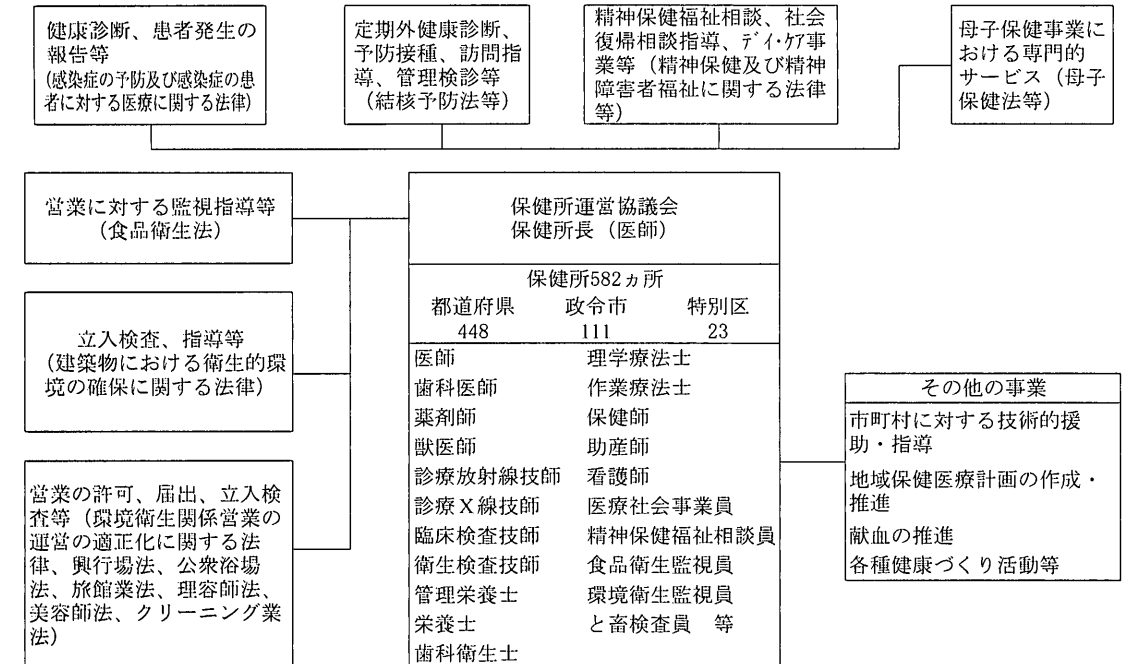 健康診断、患者発生の
報告等
(感染症の予防及び感染症の患
者に対する医療に関する法律)
定期外健康診断、
予防接種、訪問指
導、管理検診等
(結核予防法等)
精神保健福祉相談、社会
復帰相談指導、デイ・ケア事
業等（精神保健及び精神
障害者福祉に関する法律
等）
母子保健事業に
おける専門的
サービス（母子
保健法等）
営業に対する監視指導等
(食品衛生法)
立入検査、指導等
(建築物における衛生的環
境の確保に関する法律)
営業の許可、届出、立入検
査等（環境衛生関係営業の
運営の適正化に関する法
律、興行場法、公衆浴場
法、旅館業法、理容師法、
美容師法、クリーニング業
法)
保健所運営協議会
保健所長（医師）
保健所582ヵ所
都道府県 政令市 特別区
448 111 23
医師 理学療法士
歯科医師 作業療法士
薬剤師 保健師
獣医師 助産師
診療放射線技師 看護師
診療X線技師 医療社会事業員
臨床検査技師 精神保健福祉相談員
衛生検査技師 食品衛生監視員
管理栄養士 環境衛生監視員
栄養士 と畜検査員 等
歯科衛生士
その他の事業
市町村に対する技術的援
助・指導
地域保健医療計画の作成・
推進
献血の推進
各種健康づくり活動等